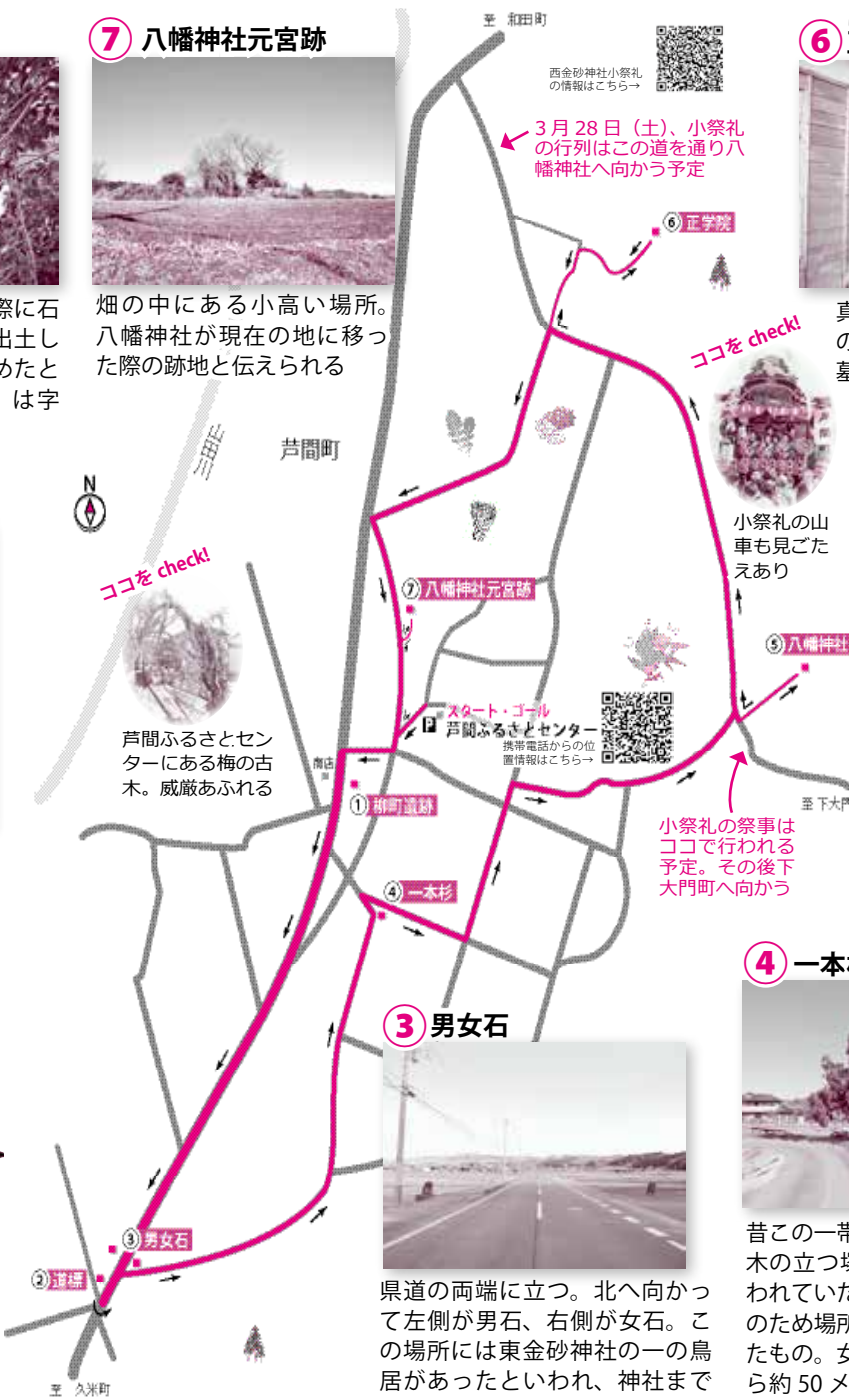 至 和田町
⑦ 八幡神社元宮跡
⑥
西金砂神社小祭礼
の情報はこちら→
3月28日（土）、小祭礼
の行列はこの道を通り八
幡神社へ向かう予定
⑥ 正学院
畑の中にある小高い場所。
八幡神社が現在の地に移っ
た際の跡地と伝えられる
際に石
出土し
めたと
は字
真
の
墓
ココを check!
小祭礼の山
車も見ごた
えあり
芦間町
山田川
N
ココを check!
芦間ふるさとセン
ターにある梅の古
木。威厳あふれる
⑦ 八幡神社元宮跡
⑤ 八幡神社
P
スタート・ゴール
芦間ふるさとセンター
携帯電話からの位
置情報はこちら→
商店
① 柳町遺跡
至 下大門
小祭礼の祭事は
ココで行われる
予定。その後下
大門町へ向かう
④ 一本杉
③ 男女石
④ 一本
県道の両端に立つ。北へ向かっ
て左側が男石、右側が女石。こ
の場所には東金砂神社の一の鳥
居があったといわれ、神社まで
昔この一帯
木の立つ場
われていた
のため場所
たもの。女
ら約50メ
③ 男女石
② 道標
至 久米町